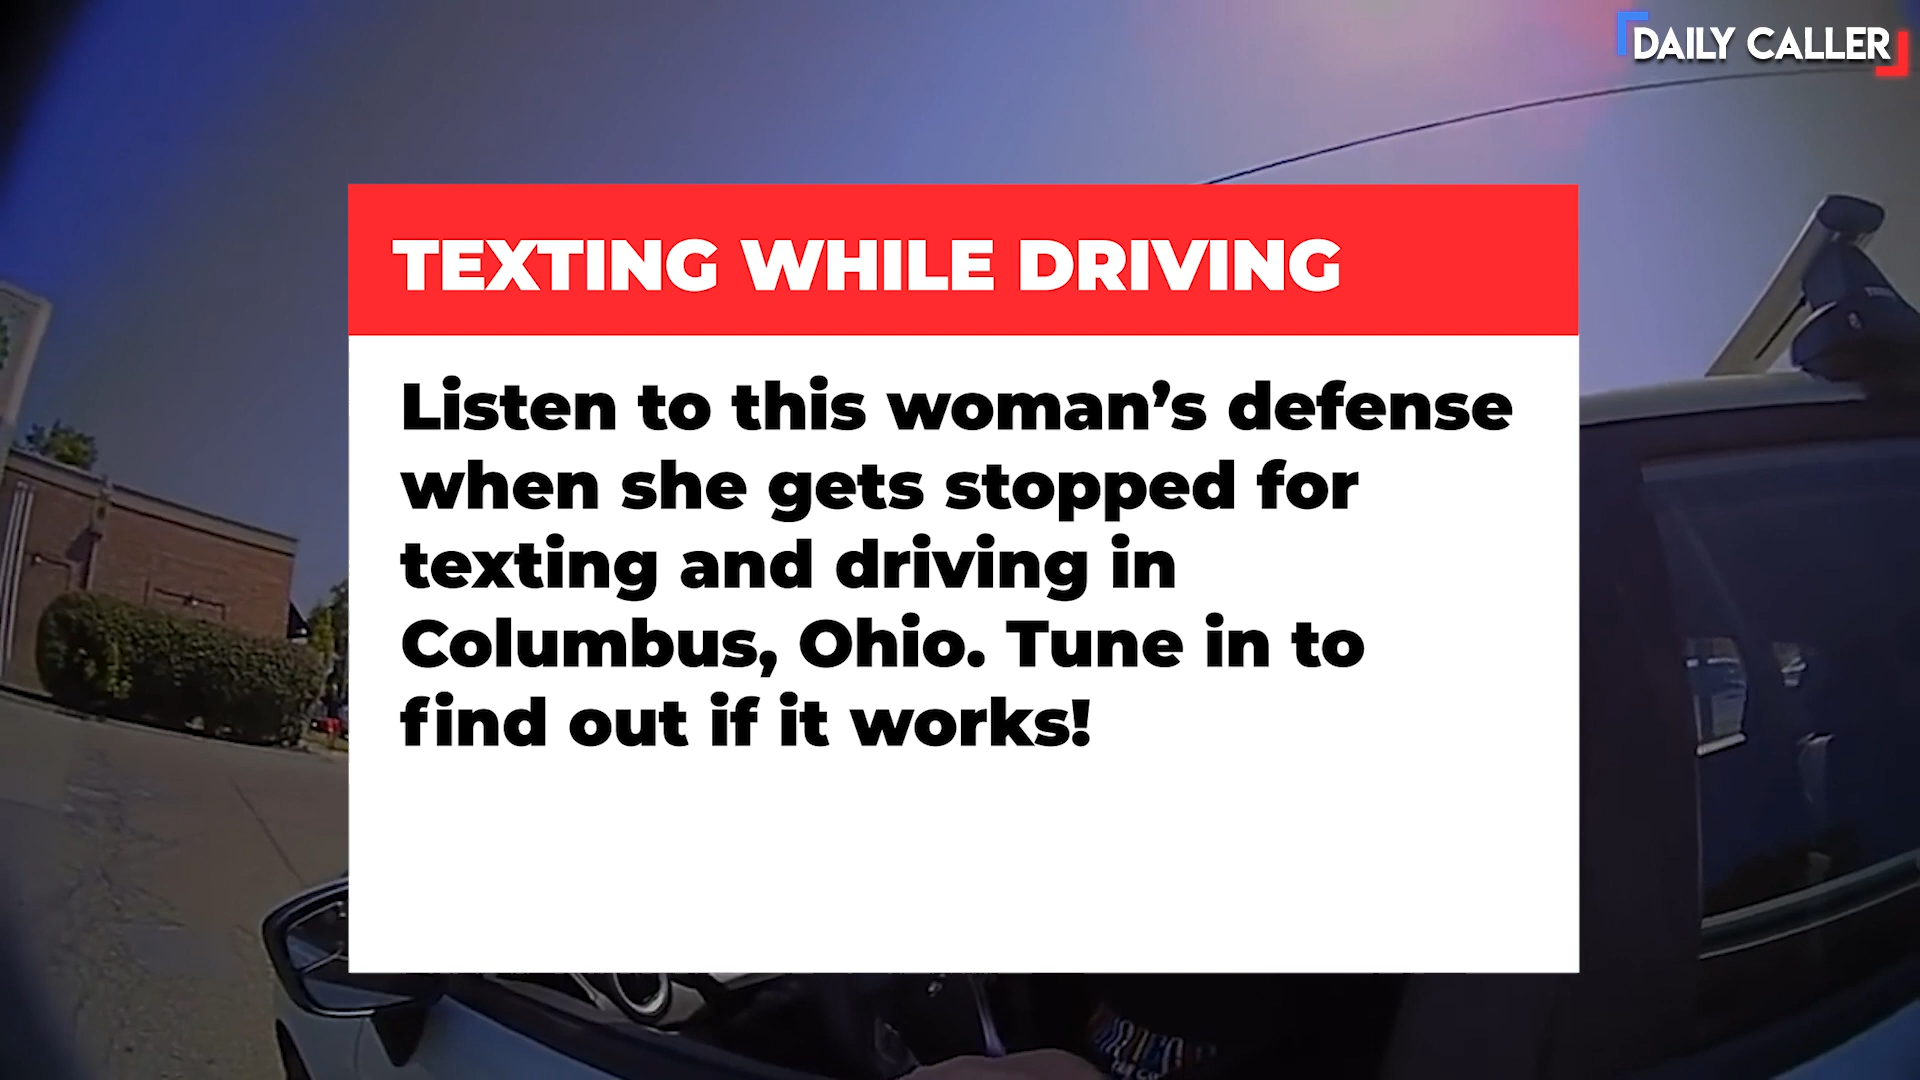 DAILY CALLER
TEXTING WHILE DRIVING
Listen to this woman’s defense
when she gets stopped for
texting and driving in
Columbus, Ohio. Tune in to
find out if it works!